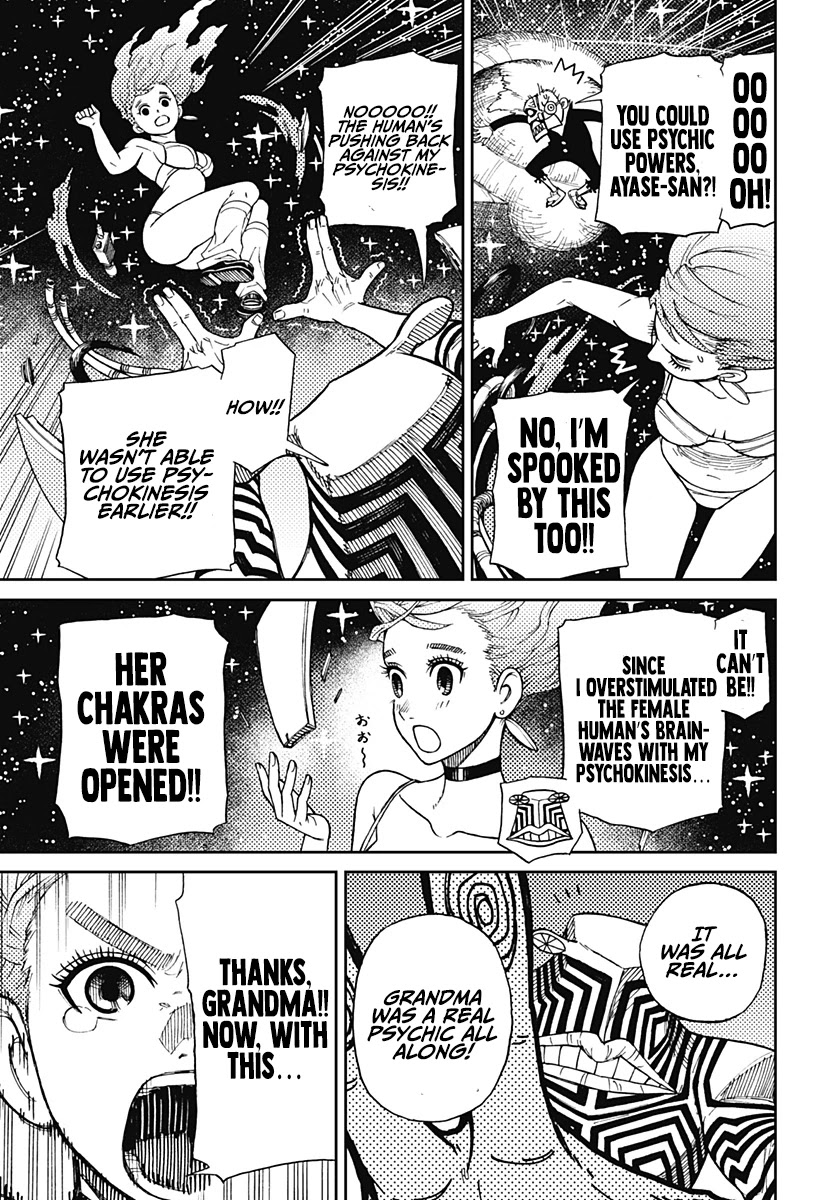 OO
OO
OO
OH!
YOU COULD
USE PSYCHIC
POWERS,
AYASE-SAN?!
NO, I'M
SPOOKED
BY THIS
TOO!!
NOOOOO!!
THE HUMAN'S
PUSHING BACK
AGAINST MY
PSYCHOKINE-
SIS!!
HOW!!
SHE
WASN'T ABLE
TO USE PSY-
CHOKINESIS
EARLIER!!
IT
CAN'T
BE!!
SINCE
I OVERSTIMULATED
THE FEMALE
HUMAN'S BRAIN-
WAVES WITH MY
PSYCHOKINESIS...
おお〜
HER
CHAKRAS
WERE
OPENED!!
IT
WAS ALL
REAL...
GRANDMA
WAS A REAL
PSYCHIC ALL
ALONG!
THANKS,
GRANDMA!!
NOW, WITH
THIS...